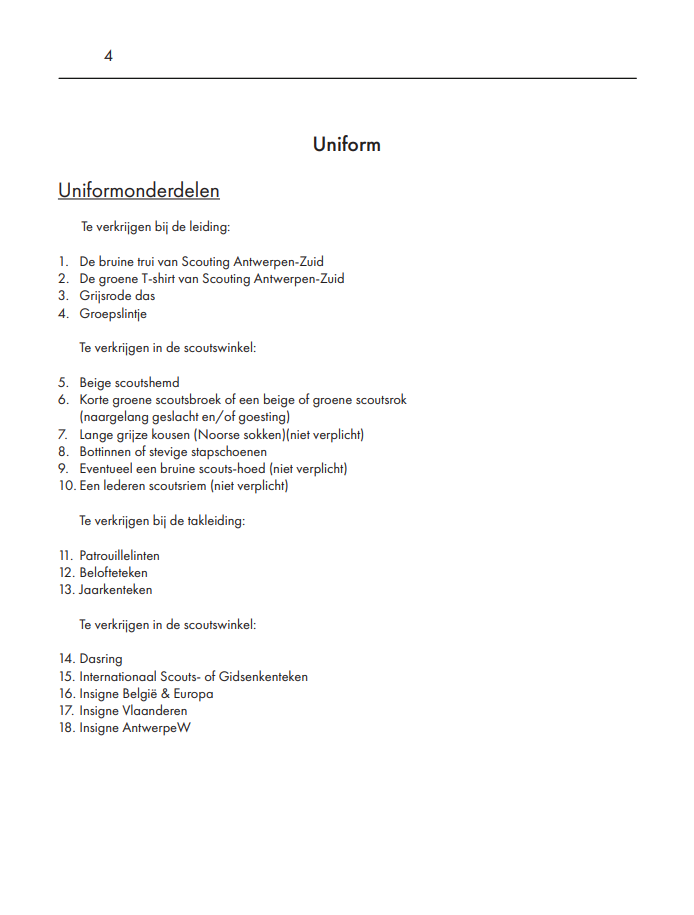 4
Uniform
Uniformonderdelen
Te verkrijgen bij de leiding:
1. De bruine trui van Scouting Antwerpen-Zuid
2. De groene T-shirt van Scouting Antwerpen-Zuid
3. Grijsrode das
4. Groepslintje
Te verkrijgen in de scoutswinkel:
5. Beige scoutshemd
6. Korte groene scoutsbroek of een beige of groene scoutsrok
(naargelang geslacht en/of goesting)
7. Lange grijze kousen (Noorse sokken)(niet verplicht)
8. Bottinnen of stevige stapschoenen
9. Eventueel een bruine scouts-hoed (niet verplicht)
10. Een lederen scoutsriem (niet verplicht)
Te verkrijgen bij de takleiding:
11. Patrouillelinten
12. Belofteteken
13. Jaarkenteken
Te verkrijgen in de scoutswinkel:
14. Dasring
15. Internationaal Scouts- of Gidsenkenteken
16. Insigne België & Europa
17. Insigne Vlaanderen
18. Insigne AntwerpeW